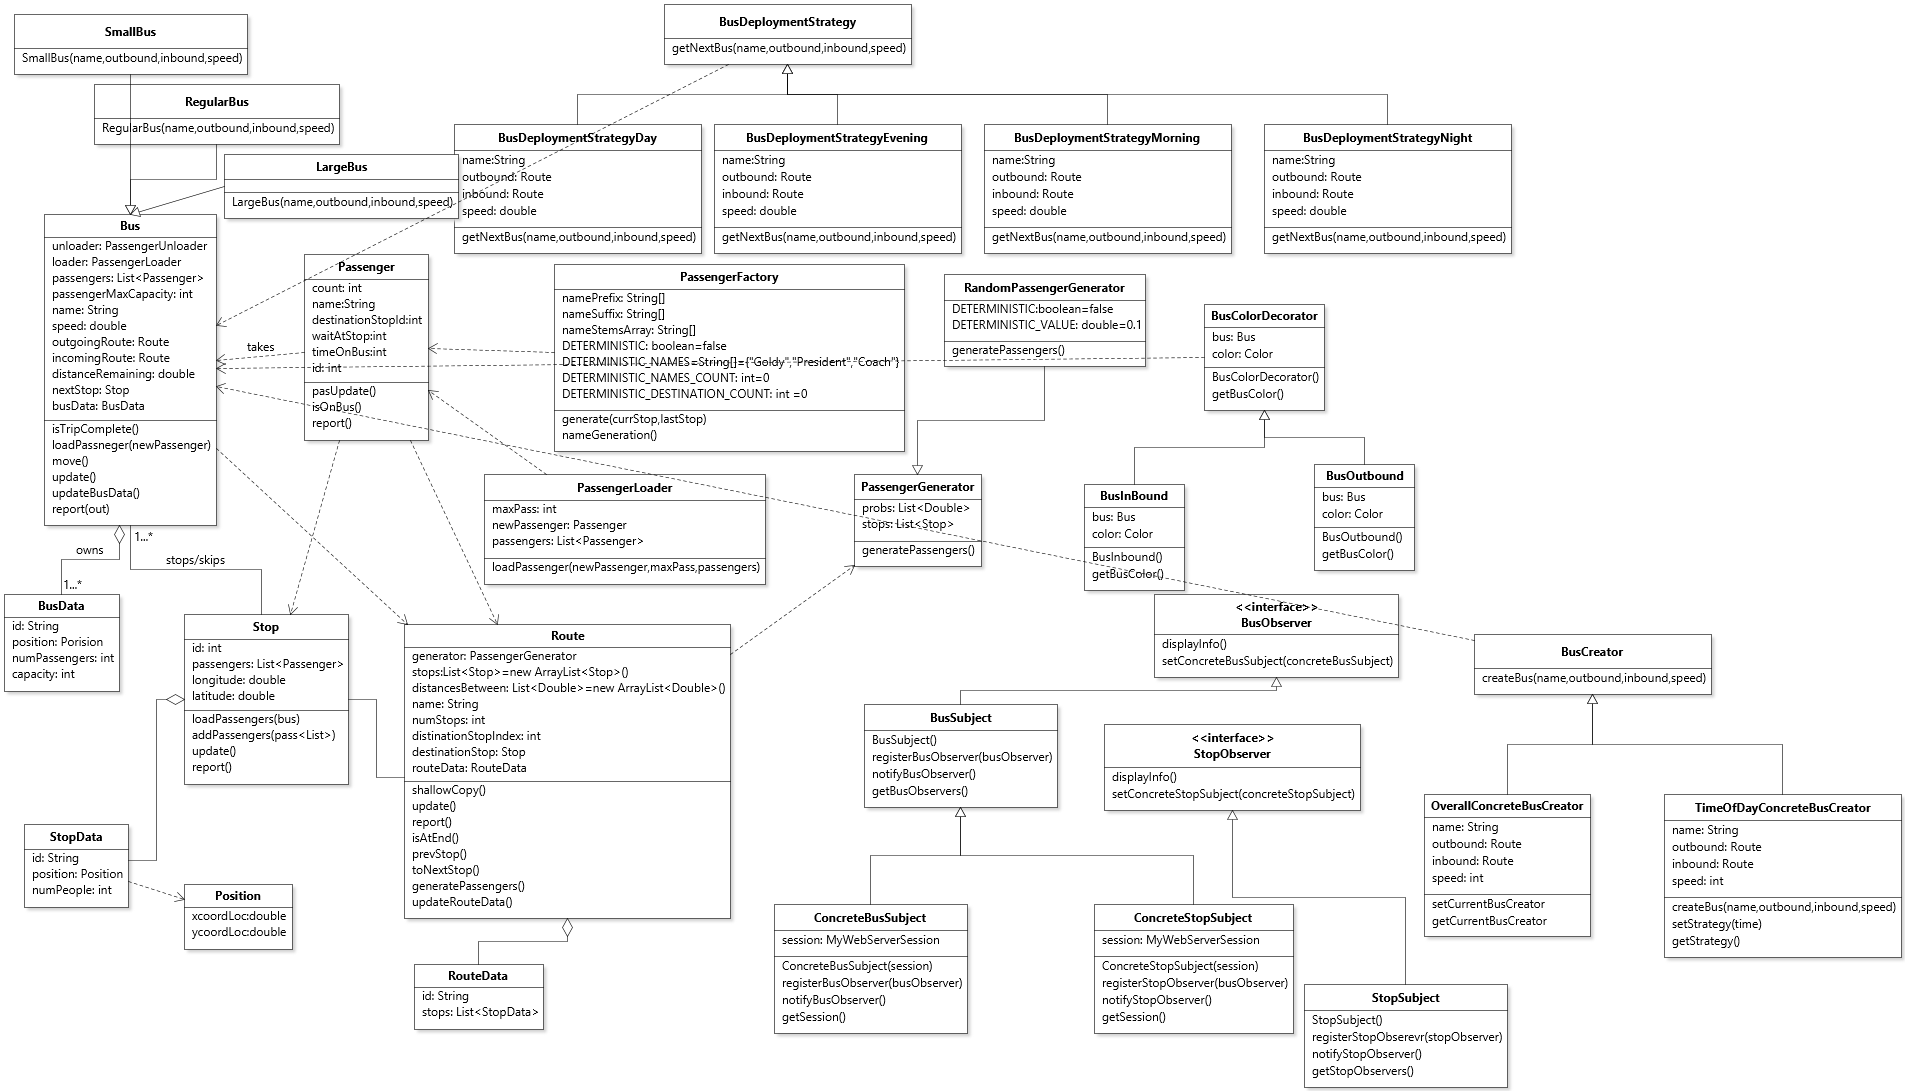 SmallBus
SmallBus(name,outbound,inbound,speed)
RegularBus
RegularBus(name,outbound,inbound,speed)
LargeBus
LargeBus(name,outbound,inbound,speed)
BusDeploymentStrategy
getNextBus(name,outbound,inbound,speed)
BusDeploymentStrategyDay
name:String
outbound: Route
inbound: Route
speed: double
getNextBus(name,outbound,inbound,speed)
BusDeploymentStrategyEvening
name:String
outbound: Route
inbound: Route
speed: double
getNextBus(name,outbound,inbound,speed)
BusDeploymentStrategyMorning
name:String
outbound: Route
inbound: Route
speed: double
getNextBus(name,outbound,inbound,speed)
BusDeploymentStrategyNight
name:String
outbound: Route
inbound: Route
speed: double
getNextBus(name,outbound,inbound,speed)
Bus
unloader: PassengerUnloader
loader: PassengerLoader
passengers: List<Passenger>
passengerMaxCapacity: int
name: String
speed: double
outgoingRoute: Route
incomingRoute: Route
distanceRemaining: double
nextStop: Stop
busData: BusData
isTripComplete()
loadPassneger(newPassenger)
move()
update()
updateBusData()
report(out)
takes
Passenger
count: int
name:String
destinationStopId:int
waitAtStop:int
timeOnBus:int
id: int
pasUpdate()
isOnBus()
report()
PassengerFactory
namePrefix: String[]
nameSuffix: String[]
nameStemsArray: String[]
DETERMINISTIC: boolean=false
DETERMINISTIC_NAMES=String[]={"Goldy","President","Coach"}
DETERMINISTIC_NAMES_COUNT: int=0
DETERMINISTIC_DESTINATION_COUNT: int =0
generate(currStop,lastStop)
nameGeneration()
RandomPassengerGenerator
DETERMINISTIC:boolean=false
DETERMINISTIC_VALUE: double=0.1
generatePassengers()
BusColorDecorator
bus: Bus
color: Color
BusColorDecorator()
getBusColor()
PassengerLoader
maxPass: int
newPassenger: Passenger
passengers: List<Passenger>
loadPassenger(newPassenger,maxPass,passengers)
PassengerGenerator
probs: List<Double>
stops: List<Stop>
generatePassengers()
BusInBound
bus: Bus
color: Color
BusInbound()
getBusColor()
BusOutbound
bus: Bus
color: Color
BusOutbound()
getBusColor()
1...*
owns
stops/skips
1...*
BusData
id: String
position: Porision
numPassengers: int
capacity: int
Stop
id: int
passengers: List<Passenger>
longitude: double
latitude: double
loadPassengers(bus)
addPassengers(pass<List>)
update()
report()
Route
generator: PassengerGenerator
stops:List<Stop>=new ArrayList<Stop>()
distancesBetween: List<Double>=new ArrayList<Double>()
name: String
numStops: int
distinationStopIndex: int
destinationStop: Stop
routeData: RouteData
shallowCopy()
update()
report()
isAtEnd()
prevStop()
toNextStop()
generatePassengers()
updateRouteData()
<<interface>>
BusObserver
displayInfo()
setConcreteBusSubject(concreteBusSubject)
BusCreator
createBus(name,outbound,inbound,speed)
BusSubject
BusSubject()
registerBusObserver(busObserver)
notifyBusObserver()
getBusObservers()
<<interface>>
StopObserver
displayInfo()
setConcreteStopSubject(concreteStopSubject)
OverallConcreteBusCreator
name: String
outbound: Route
inbound: Route
speed: int
setCurrentBusCreator
getCurrentBusCreator
TimeOfDayConcreteBusCreator
name: String
outbound: Route
inbound: Route
speed: int
createBus(name,outbound,inbound,speed)
setStrategy(time)
getStrategy()
StopData
id: String
position: Position
numPeople: int
Position
xcoordLoc:double
ycoordLoc:double
RouteData
id: String
stops: List<StopData>
ConcreteBusSubject
session: MyWebServerSession
ConcreteBusSubject(session)
registerBusObserver(busObserver)
notifyBusObserver()
getSession()
ConcreteStopSubject
session: MyWebServerSession
ConcreteStopSubject(session)
registerStopObserver(busObserver)
notifyStopObserver()
getSession()
StopSubject
StopSubject()
registerStopObserevr(stopObserver)
notifyStopObserver()
getStopObservers()